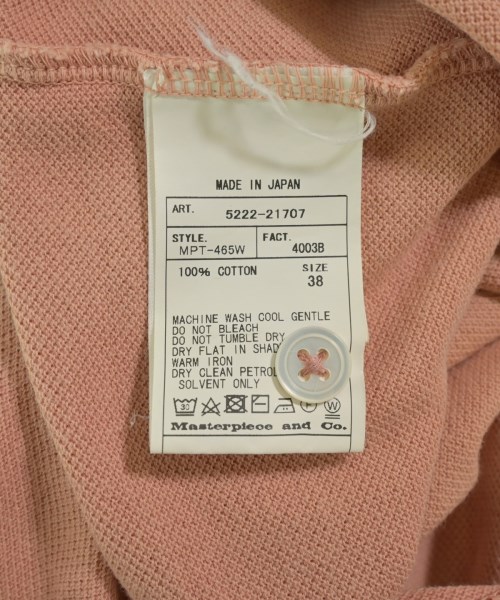 MADE IN JAPAN
ART. 5222-21707
STYLE. FACT.
MPT-465W 4003B
100% COTTON SIZE
38
MACHINE WASH COOL GENTLE
DO NOT BLEACH
DO NOT TUMBLE DRY
DRY FLAT IN
WARM IRON
DRY CLEAN
SOLVENT ONLY
30 W
Masterpiece and Co.